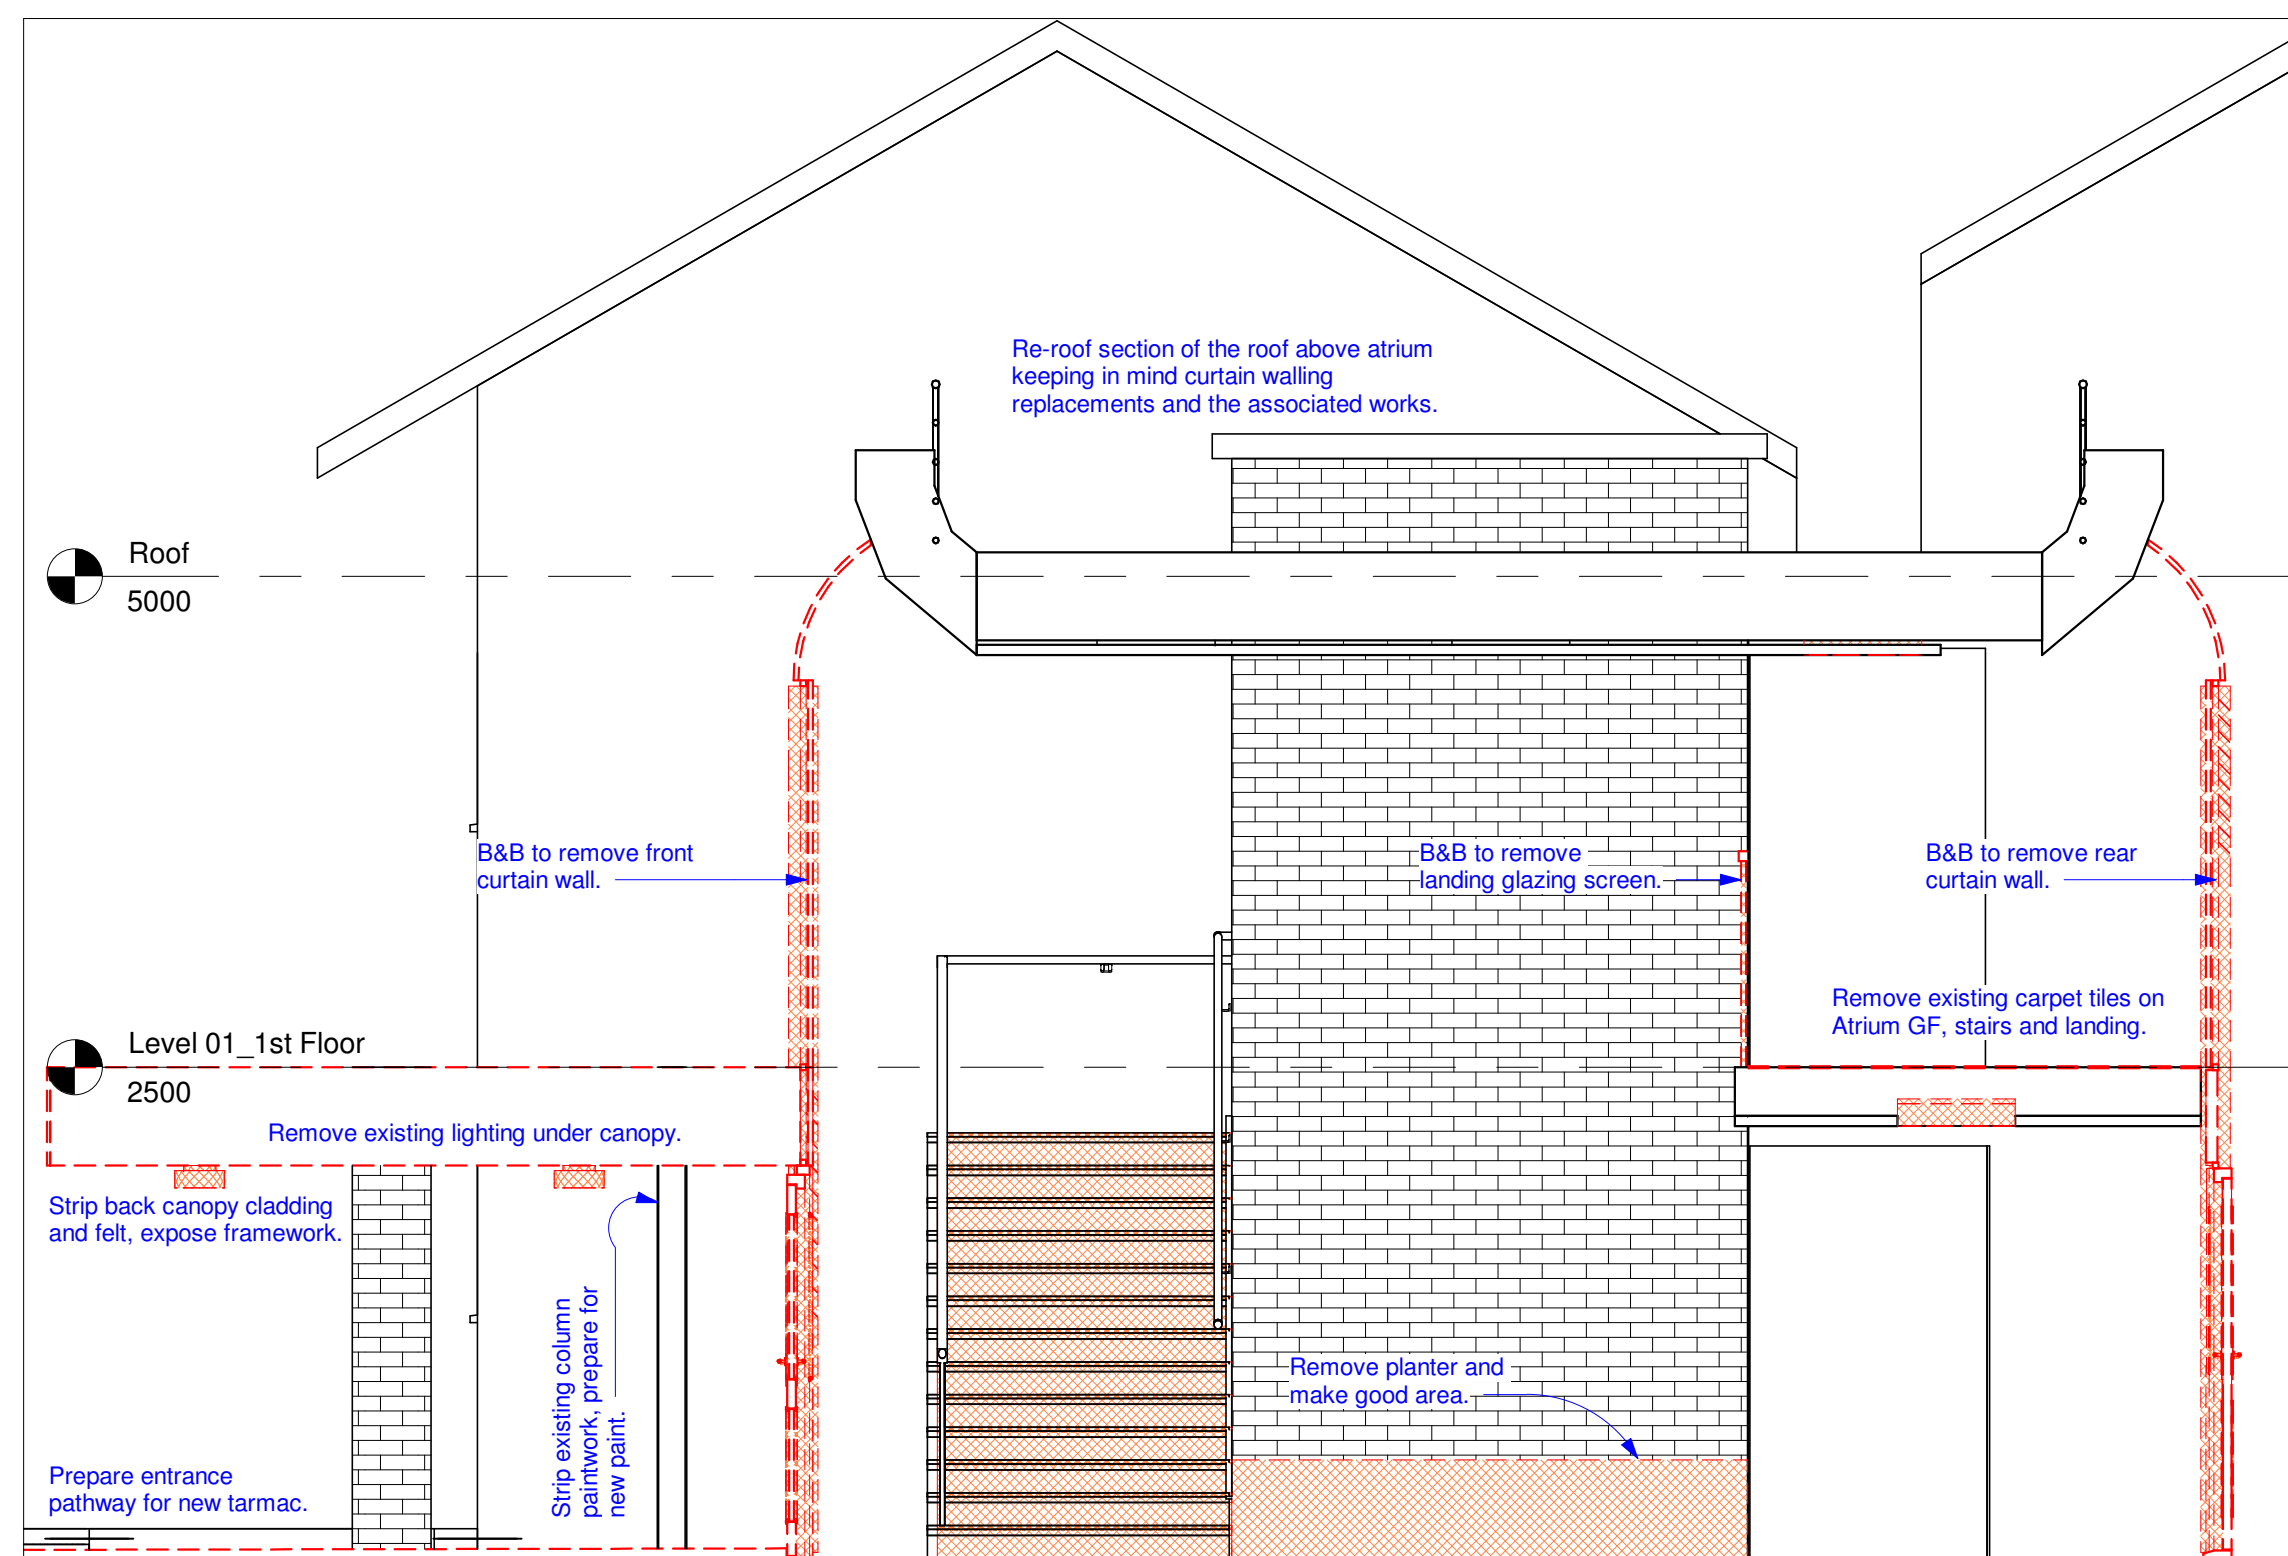 Re-roof section of the roof above atrium
keeping in mind curtain walling
replacements and the associated works.
Roof
5000
B&B to remove front
curtain wall.
B&B to remove
landing glazing screen.
B&B to remove rear
curtain wall.
Remove existing carpet tiles on
Atrium GF, stairs and landing.
Level 01_1st Floor
2500
Remove existing lighting under canopy.
Strip back canopy cladding
and felt, expose framework.
Strip existing column
paintwork, prepare for
new paint.
Remove planter and
make good area.
Prepare entrance
pathway for new tarmac.